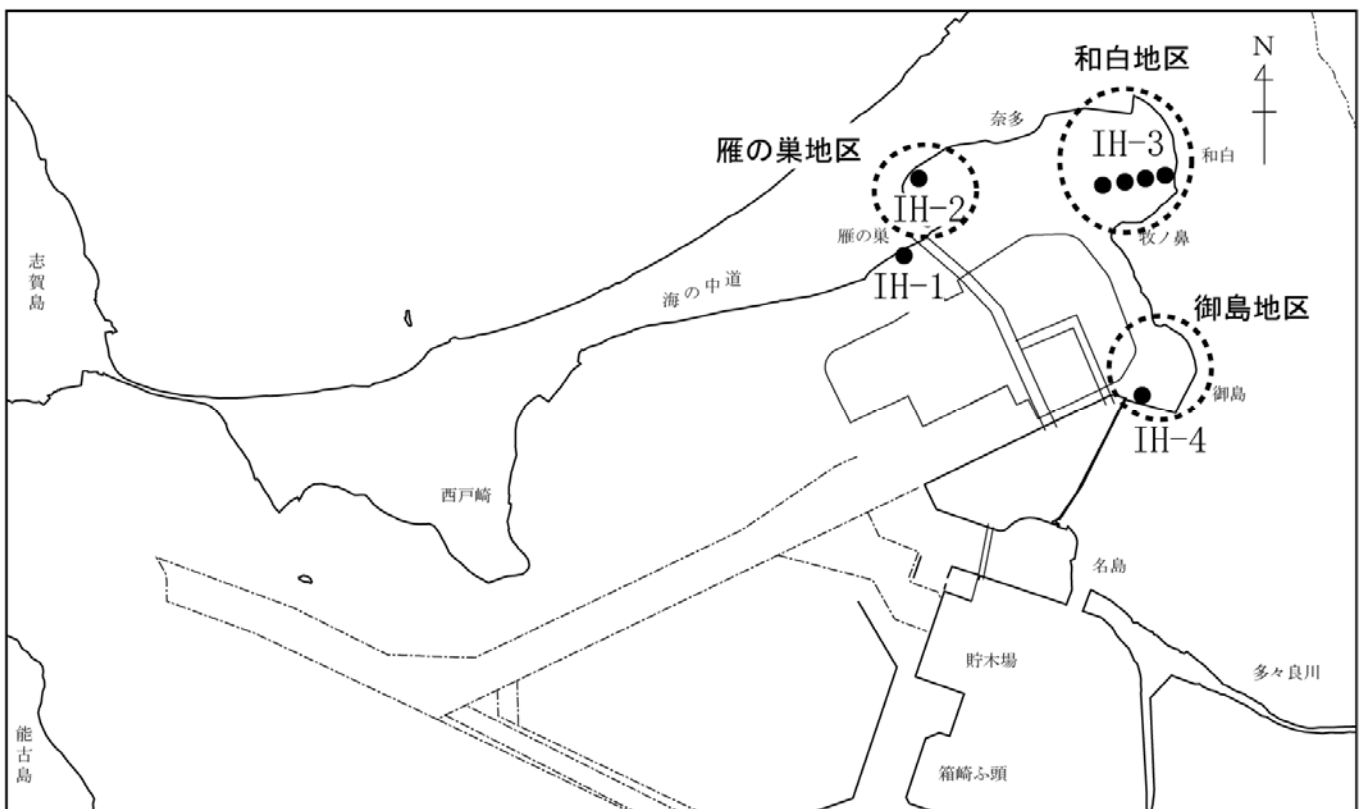 和白地区
N
奈多
IH-3
雁の巣地区
和白
IH-2
雁の巣
牧ノ鼻
志賀島
IH-1
海の中道
御島地区
御島
IH-4
西戸崎
名島
貯木場
多々良川
能古島
箱崎ふ頭